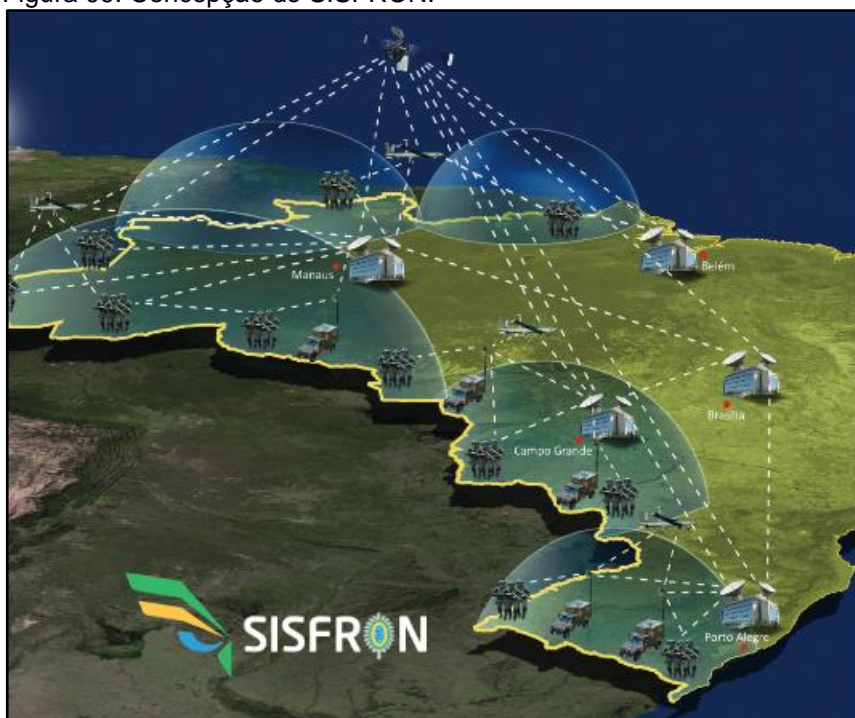 Manaus
Belém
Brasília
Campo Grande
SISFRON
Porto Alegre